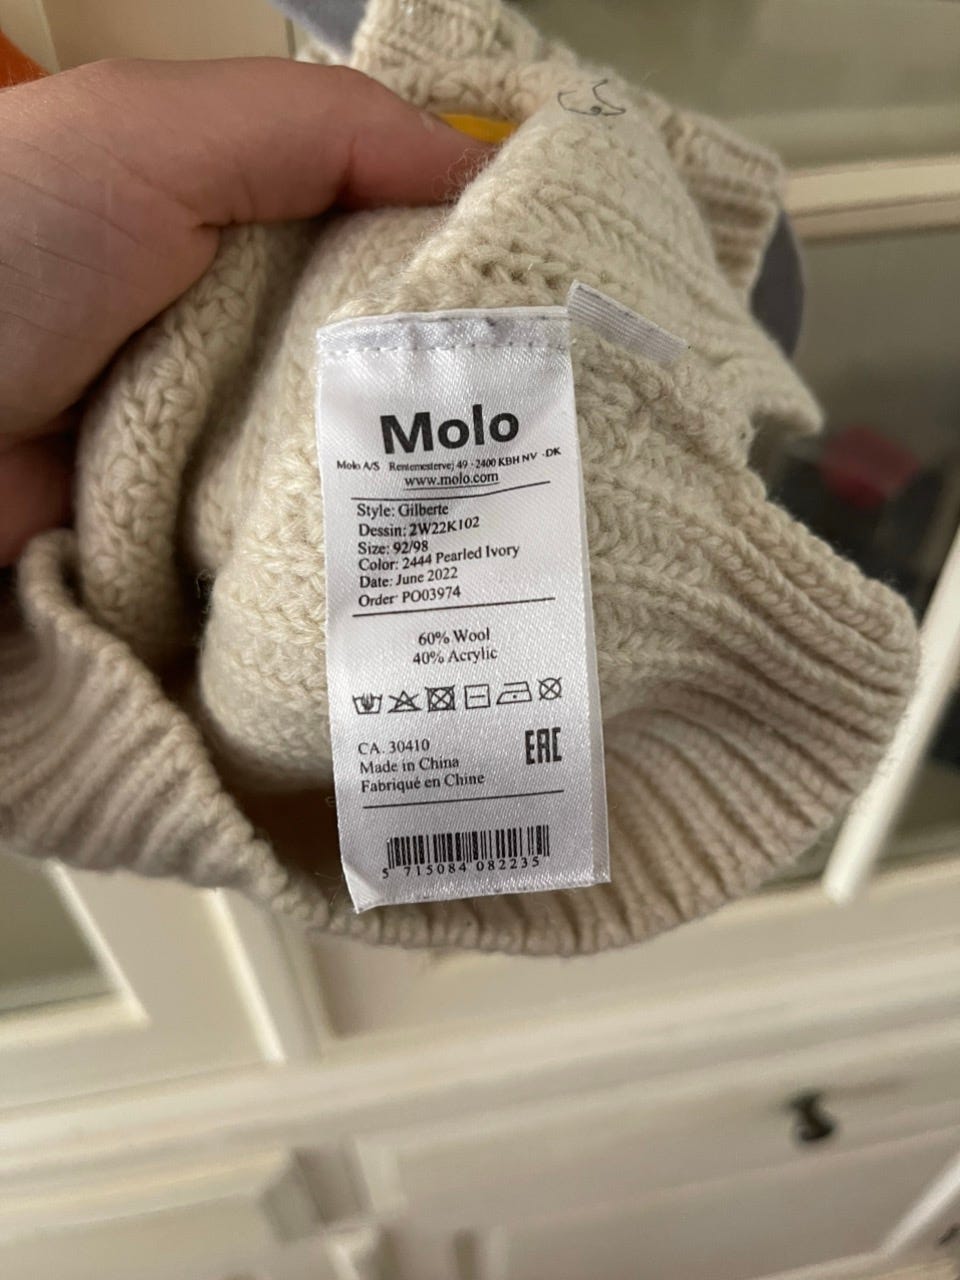 Molo
Molo A/S Rentemestervej 49 - 2400 KBH NV - DK
www.molo.com
Style: Gilberte
Dessin: 2W22K102
Size: 92/98
Color: 2444 Pearled Ivory
Date: June 2022
Order: PO03974
60% Wool
40% Acrylic
CA. 30410
Made in China
Fabriqué en Chine
EAC
5 715084 082235